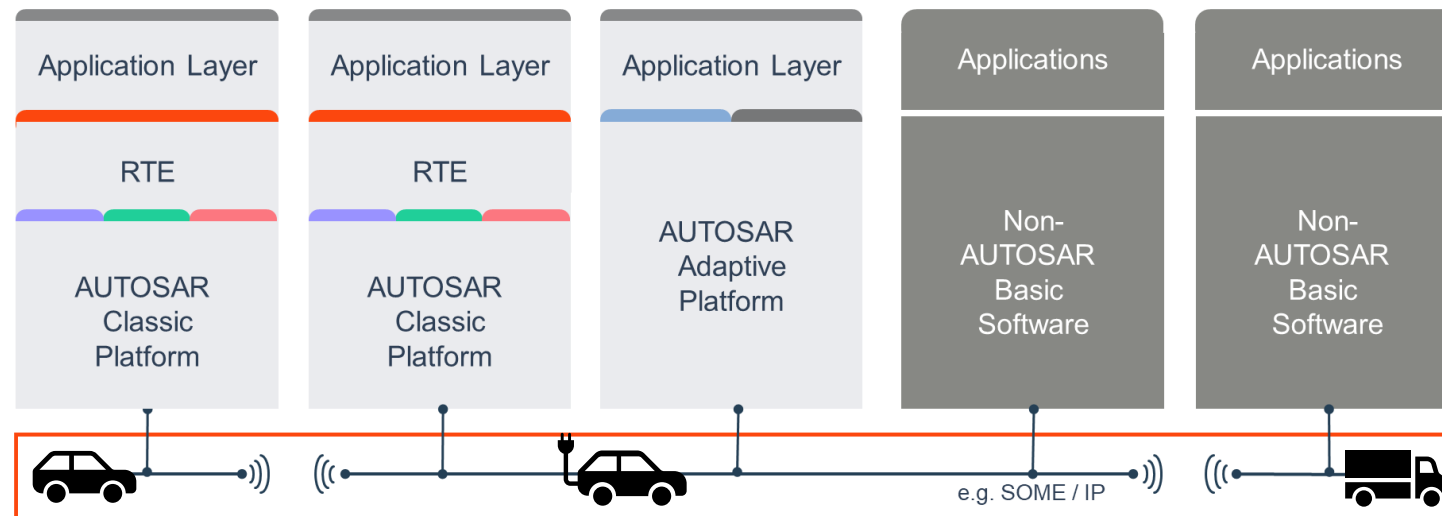 Application Layer
RTE
AUTOSAR
Classic
Platform
Application Layer
RTE
AUTOSAR
Classic
Platform
Application Layer
AUTOSAR
Adaptive
Platform
Applications
Non-
AUTOSAR
Basic
Software
Applications
Non-
AUTOSAR
Basic
Software
e.g. SOME / IP